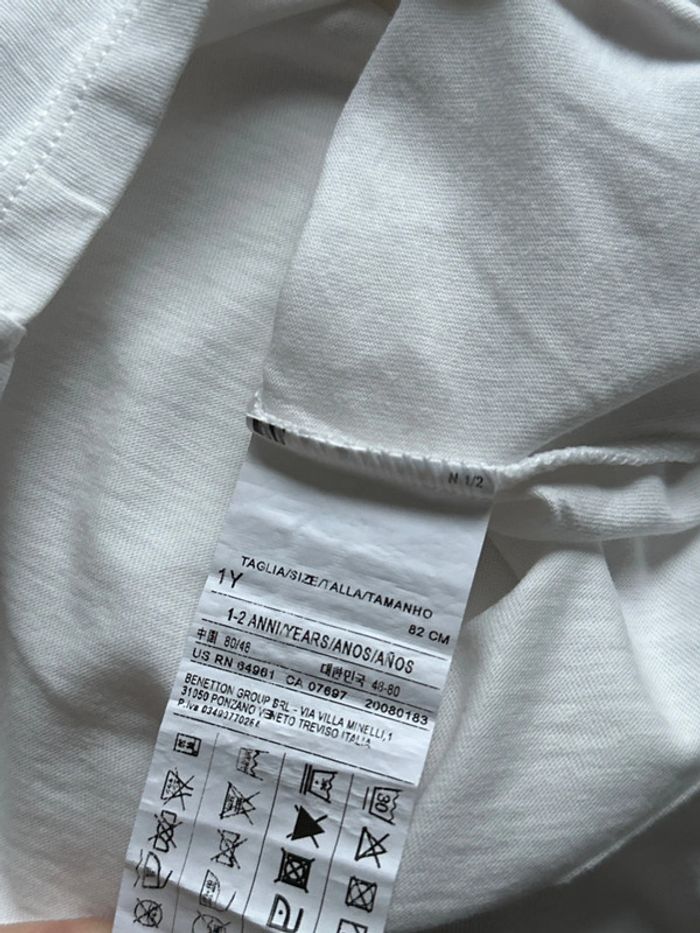 N 1/2
TAGLIA/SIZE/TALLA/TAMANHO
1Y
82 CM
1-2 ANNI/YEARS/ANOS/AÑOS
中国 80/48 대한민국 48-80
US RN 64961 CA 07697 20080183
BENETTON GROUP SRL - VIA VILLA MINELLI,1
31050 PONZANO VENETO TREVISO ITALIA
P.iva
30